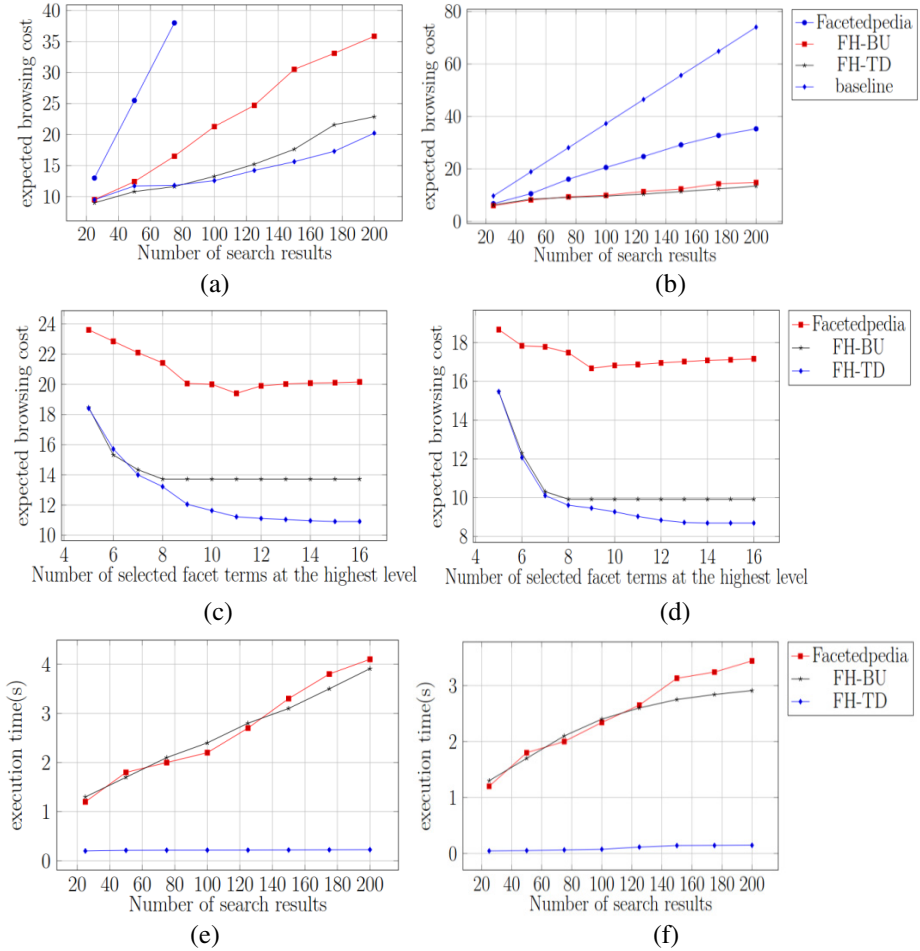 40
35
30
25
20
15
10
expected browsing cost
20 40 60 80 100 120 140 160 180 200
Number of search results
(a)
80
60
40
20
0
expected browsing cost
20 40 60 80 100 120 140 160 180 200
Number of search results
Facetedpedia
FH-BU
FH-TD
baseline
(b)
24
22
20
18
16
14
12
10
expected browsing cost
4 6 8 10 12 14 16
Number of selected facet terms at the highest level
(c)
18
16
14
12
10
8
expected browsing cost
4 6 8 10 12 14 16
Number of selected facet terms at the highest level
Facetedpedia
FH-BU
FH-TD
(d)
4
3
2
1
0
execution time(s)
20 40 60 80 100 120 140 160 180 200
Number of search results
(e)
3
2
1
0
execution time(s)
20 40 60 80 100 120 140 160 180 200
Number of search results
Facetedpedia
FH-BU
FH-TD
(f)